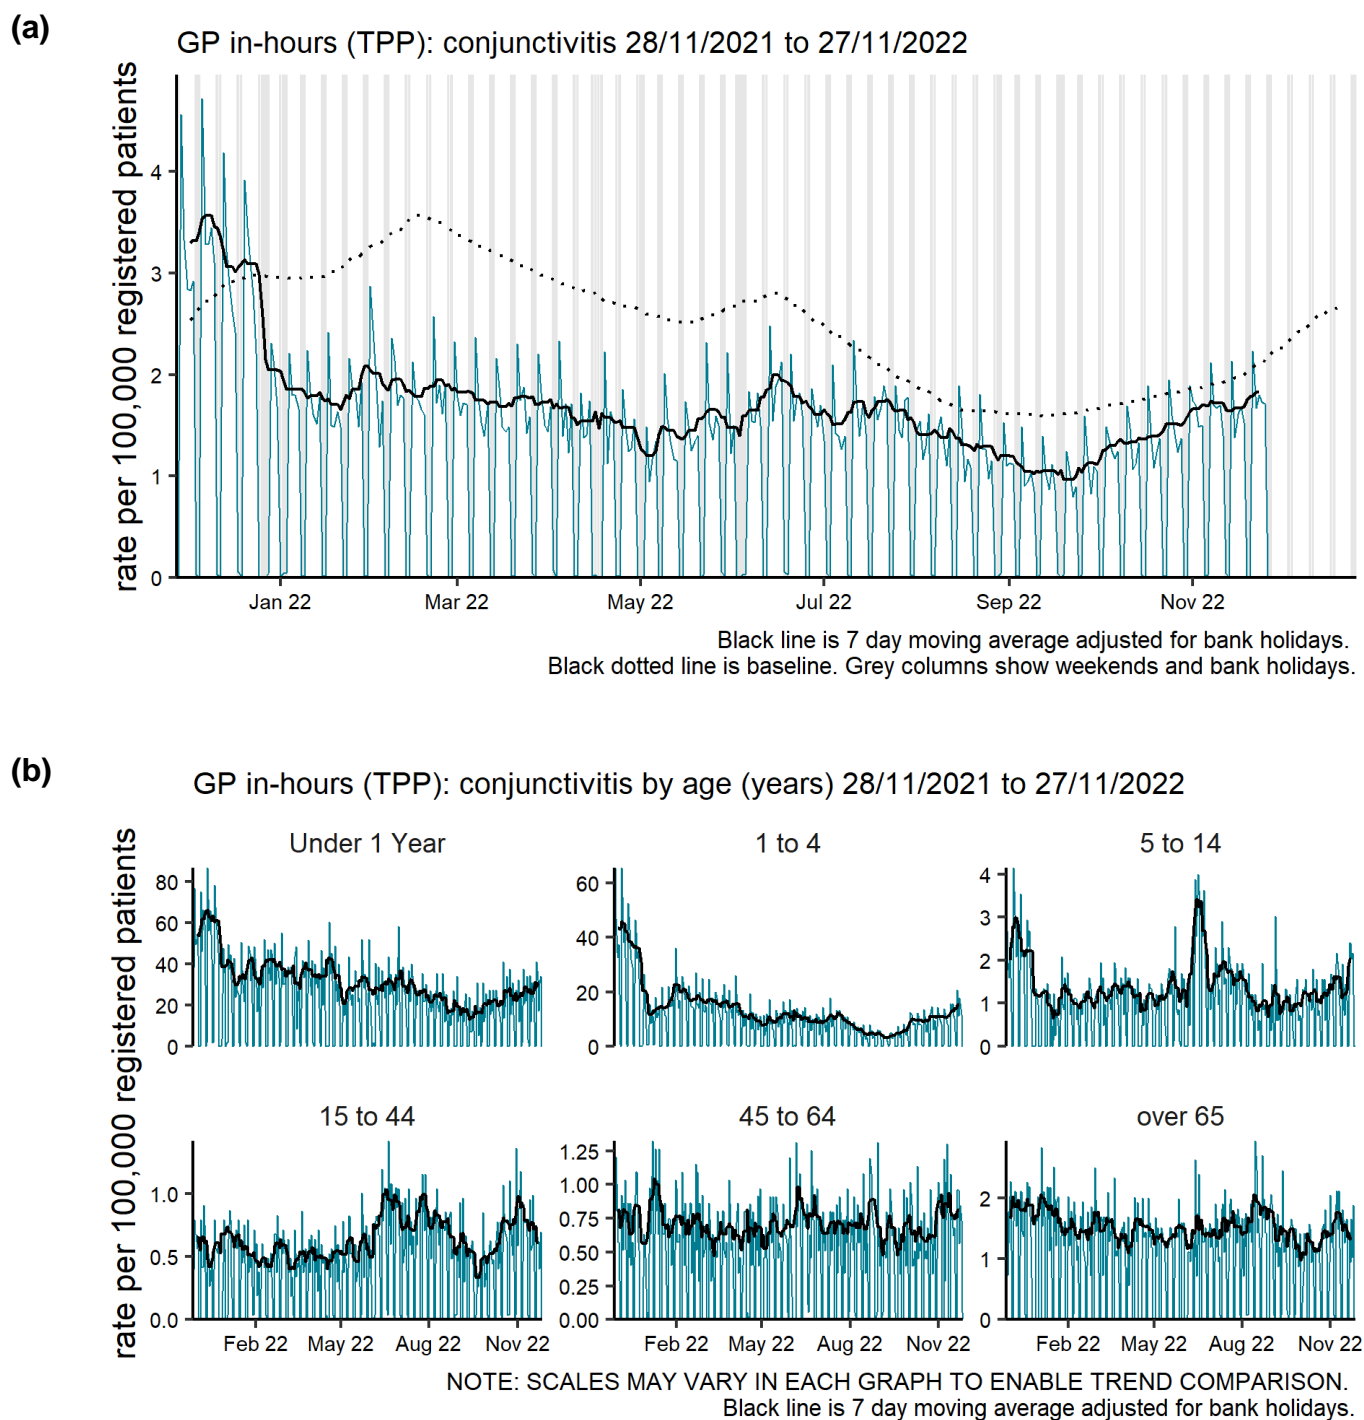 (a)
GP in-hours (TPP): conjunctivitis 28/11/2021 to 27/11/2022
rate per 100,000 registered patients
4
3
2
1
0
Jan 22 Mar 22 May 22 Jul 22 Sep 22 Nov 22
Black line is 7 day moving average adjusted for bank holidays.
Black dotted line is baseline. Grey columns show weekends and bank holidays.
(b)
GP in-hours (TPP): conjunctivitis by age (years) 28/11/2021 to 27/11/2022
rate per 100,000 registered patients
Under 1 Year
80
60
40
20
0
1 to 4
60
40
20
0
5 to 14
4
3
2
1
0
15 to 44
1.0
0.5
0.0
Feb 22 May 22 Aug 22 Nov 22
45 to 64
1.25
1.00
0.75
0.50
0.25
0.00
Feb 22 May 22 Aug 22 Nov 22
over 65
2
1
0
Feb 22 May 22 Aug 22 Nov 22
NOTE: SCALES MAY VARY IN EACH GRAPH TO ENABLE TREND COMPARISON.
Black line is 7 day moving average adjusted for bank holidays.